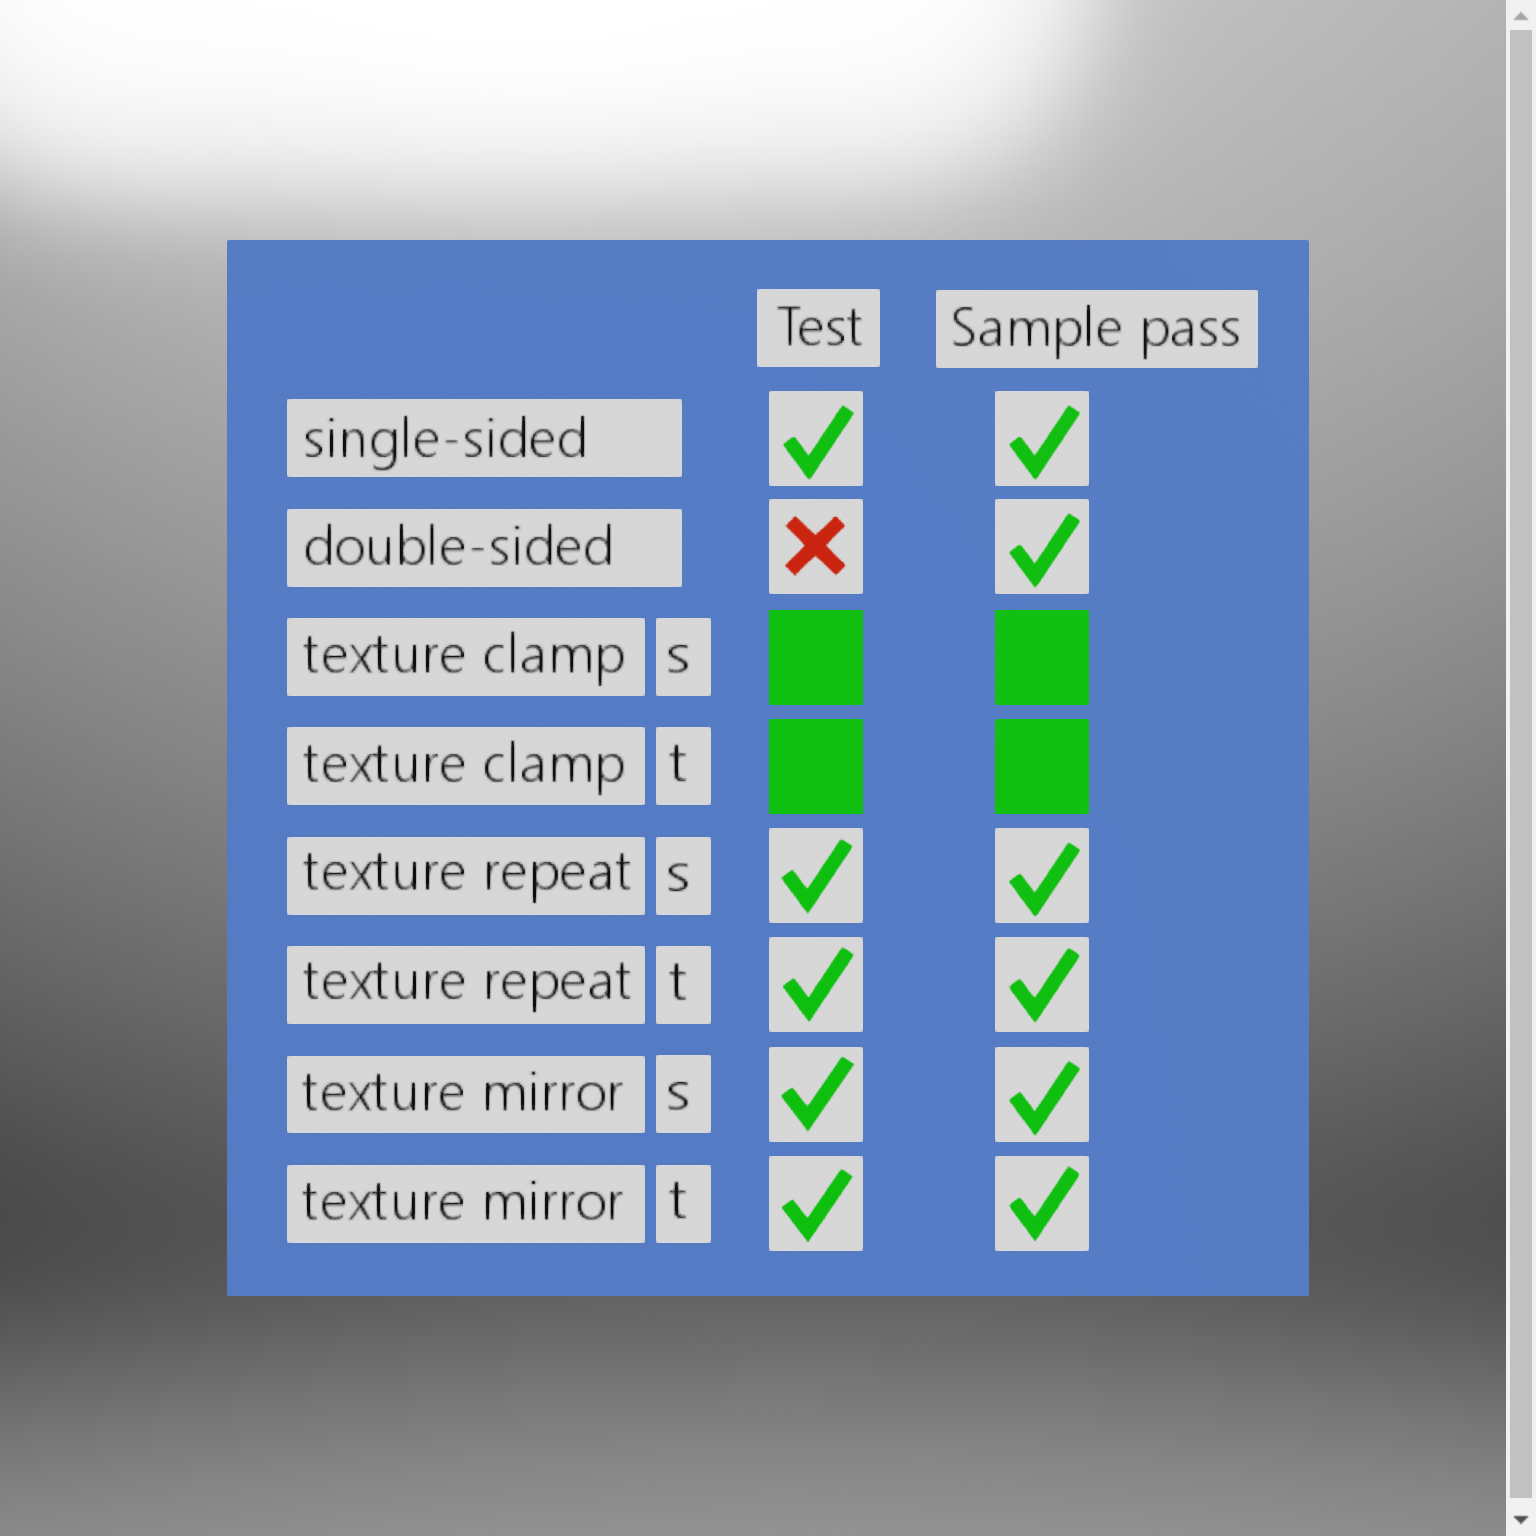 Test Sample pass
single-sided
double-sided
texture clamp s
texture clamp t
texture repeat s
texture repeat t
texture mirror s
texture mirror t